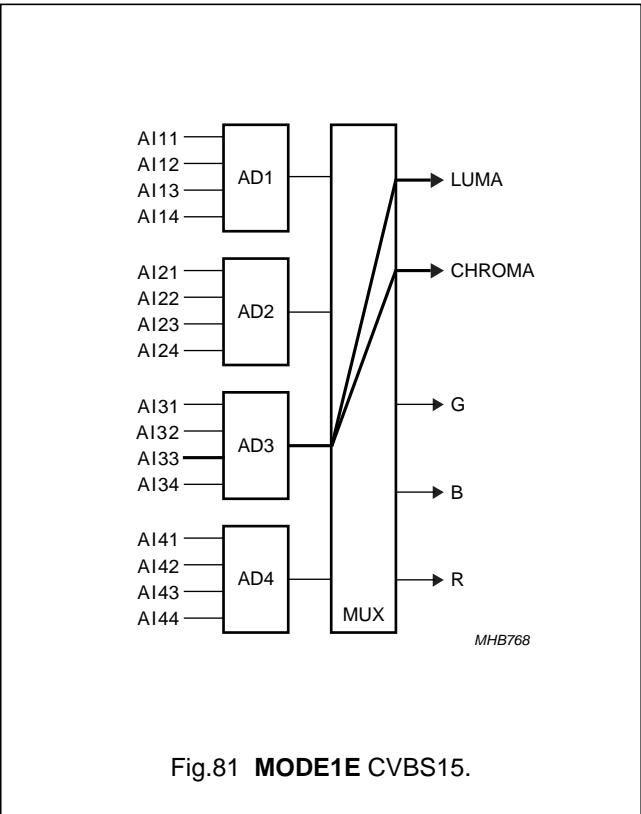 AI11
AI12
AI13
AI14
AD1
LUMA
CHROMA
AI21
AI22
AI23
AI24
AD2
AI31
AI32
AI33
AI34
AD3
G
B
AI41
AI42
AI43
AI44
AD4
R
MUX
MHB768
Fig.81 MODE1E CVBS15.